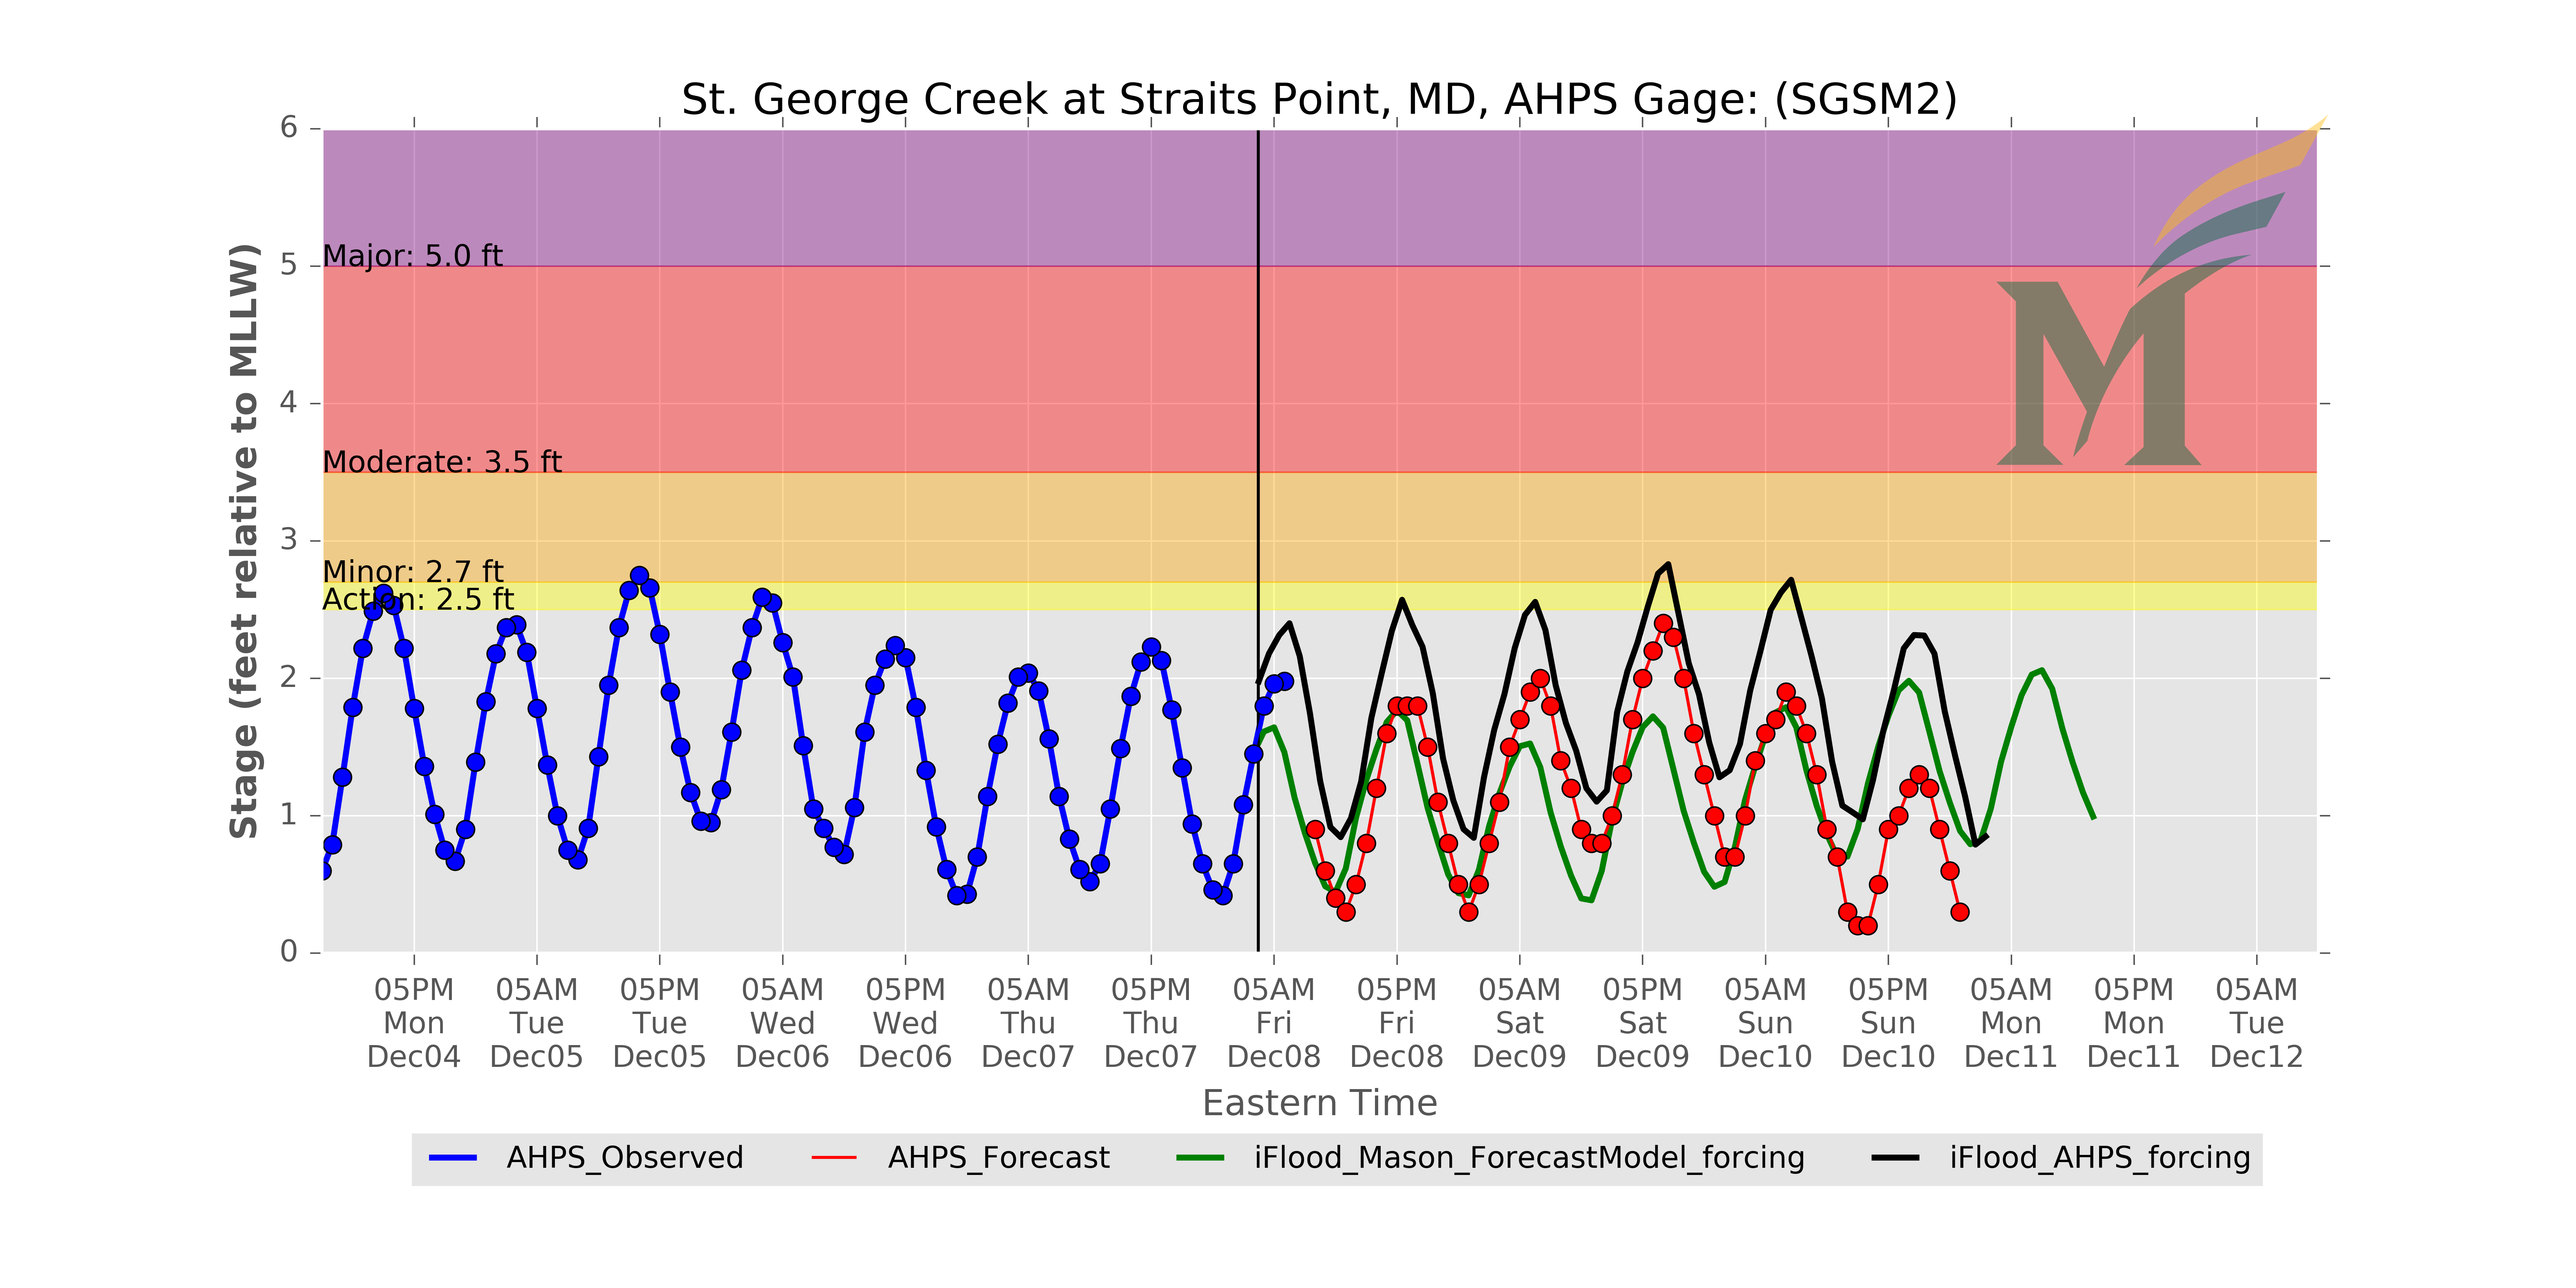 St. George Creek at Straits Point, MD, AHPS Gage: (SGSM2)
Stage (feet relative to MLLW)
6
5
4
3
2
1
0
Major: 5.0 ft
Moderate: 3.5 ft
Minor: 2.7 ft
Action: 2.5 ft
M
05PM 05AM 05PM 05AM 05PM 05AM 05PM 05AM 05PM 05AM 05PM 05AM 05PM 05AM 05PM 05AM
Mon Tue Tue Wed Wed Thu Thu Fri Fri Sat Sat Sun Sun Mon Mon Tue
Dec04 Dec05 Dec05 Dec06 Dec06 Dec07 Dec07 Dec08 Dec08 Dec09 Dec09 Dec10 Dec10 Dec11 Dec11 Dec12
Eastern Time
AHPS_Observed AHPS_Forecast iFlood_Mason_ForecastModel_forcing iFlood_AHPS_forcing